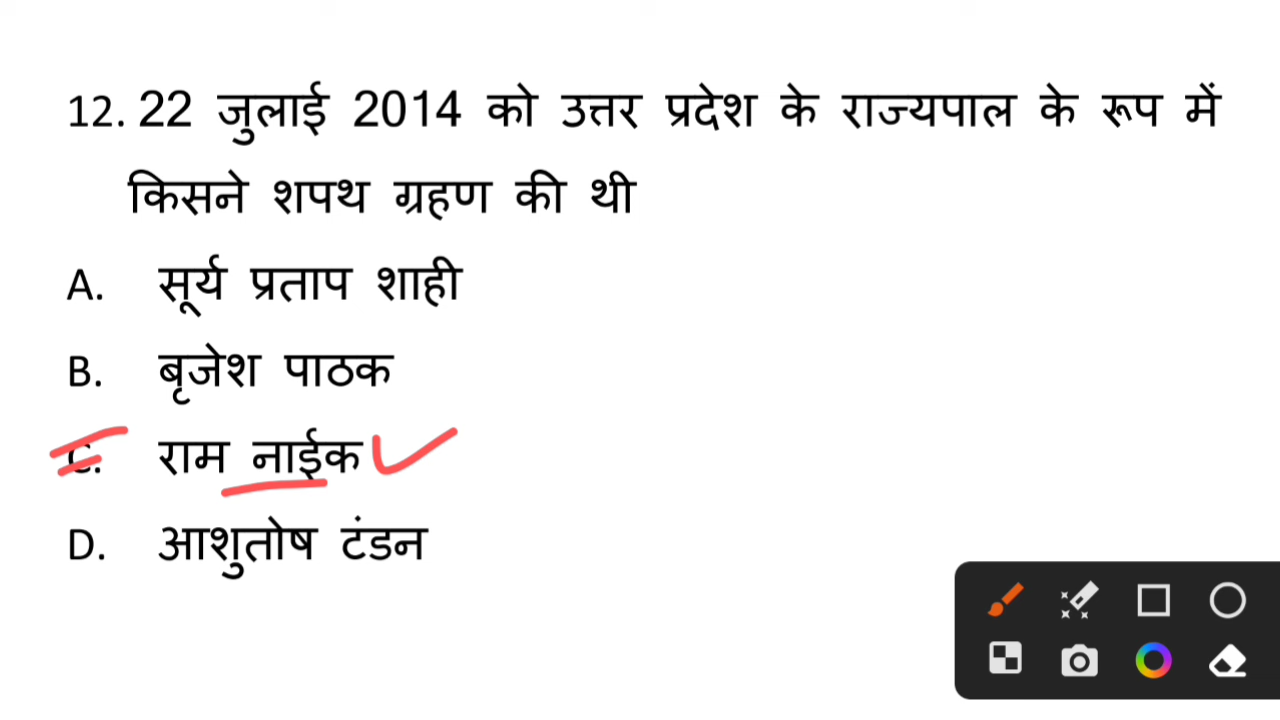 12. 22 जुलाई 2014 को उत्तर प्रदेश के राज्यपाल के रूप में
किसने शपथ ग्रहण की थी
A. सूर्य प्रताप शाही
B. बृजेश पाठक
C. राम नाईक
D. आशुतोष टंडन